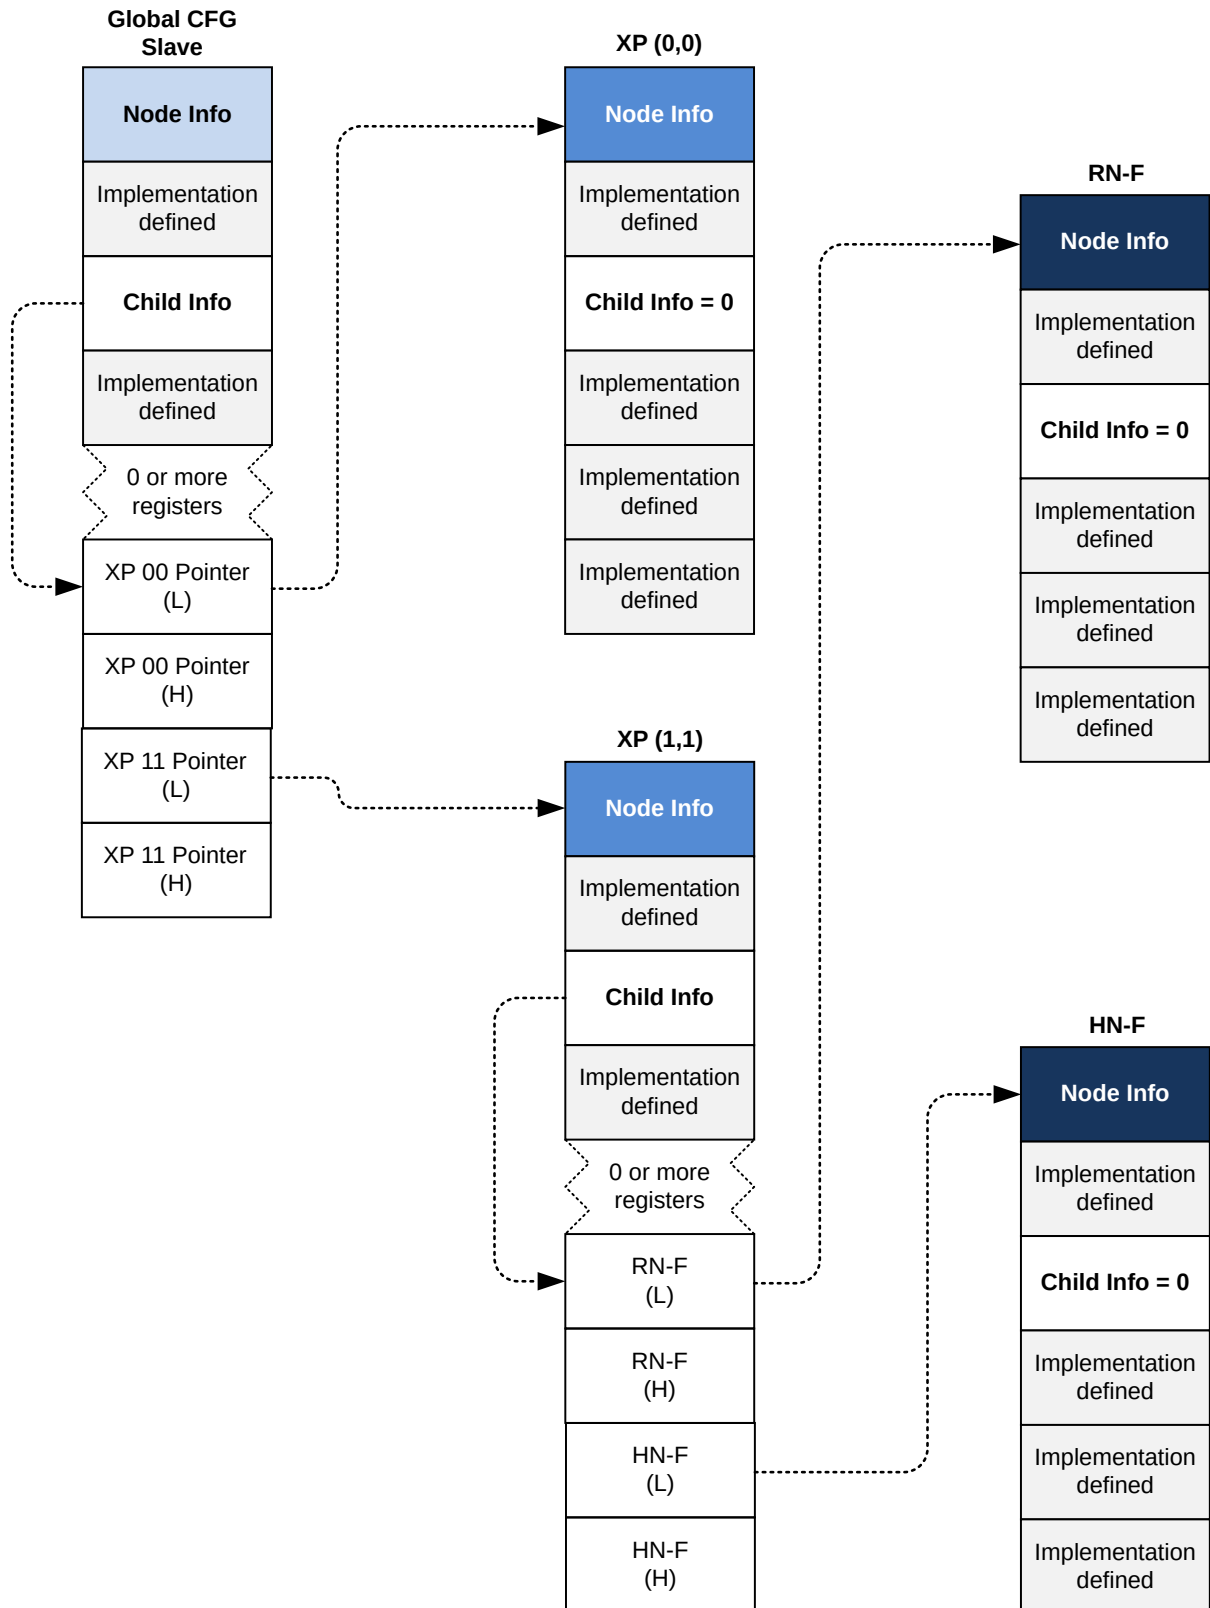 Global CFG
Slave
Node Info
Implementation
defined
Child Info
Implementation
defined
0 or more
registers
XP 00 Pointer
(L)
XP 00 Pointer
(H)
XP 11 Pointer
(L)
XP 11 Pointer
(H)
XP (0,0)
Node Info
Implementation
defined
Child Info = 0
Implementation
defined
Implementation
defined
Implementation
defined
XP (1,1)
Node Info
Implementation
defined
Child Info
Implementation
defined
0 or more
registers
RN-F
(L)
RN-F
(H)
HN-F
(L)
HN-F
(H)
RN-F
Node Info
Implementation
defined
Child Info = 0
Implementation
defined
Implementation
defined
Implementation
defined
HN-F
Node Info
Implementation
defined
Child Info = 0
Implementation
defined
Implementation
defined
Implementation
defined